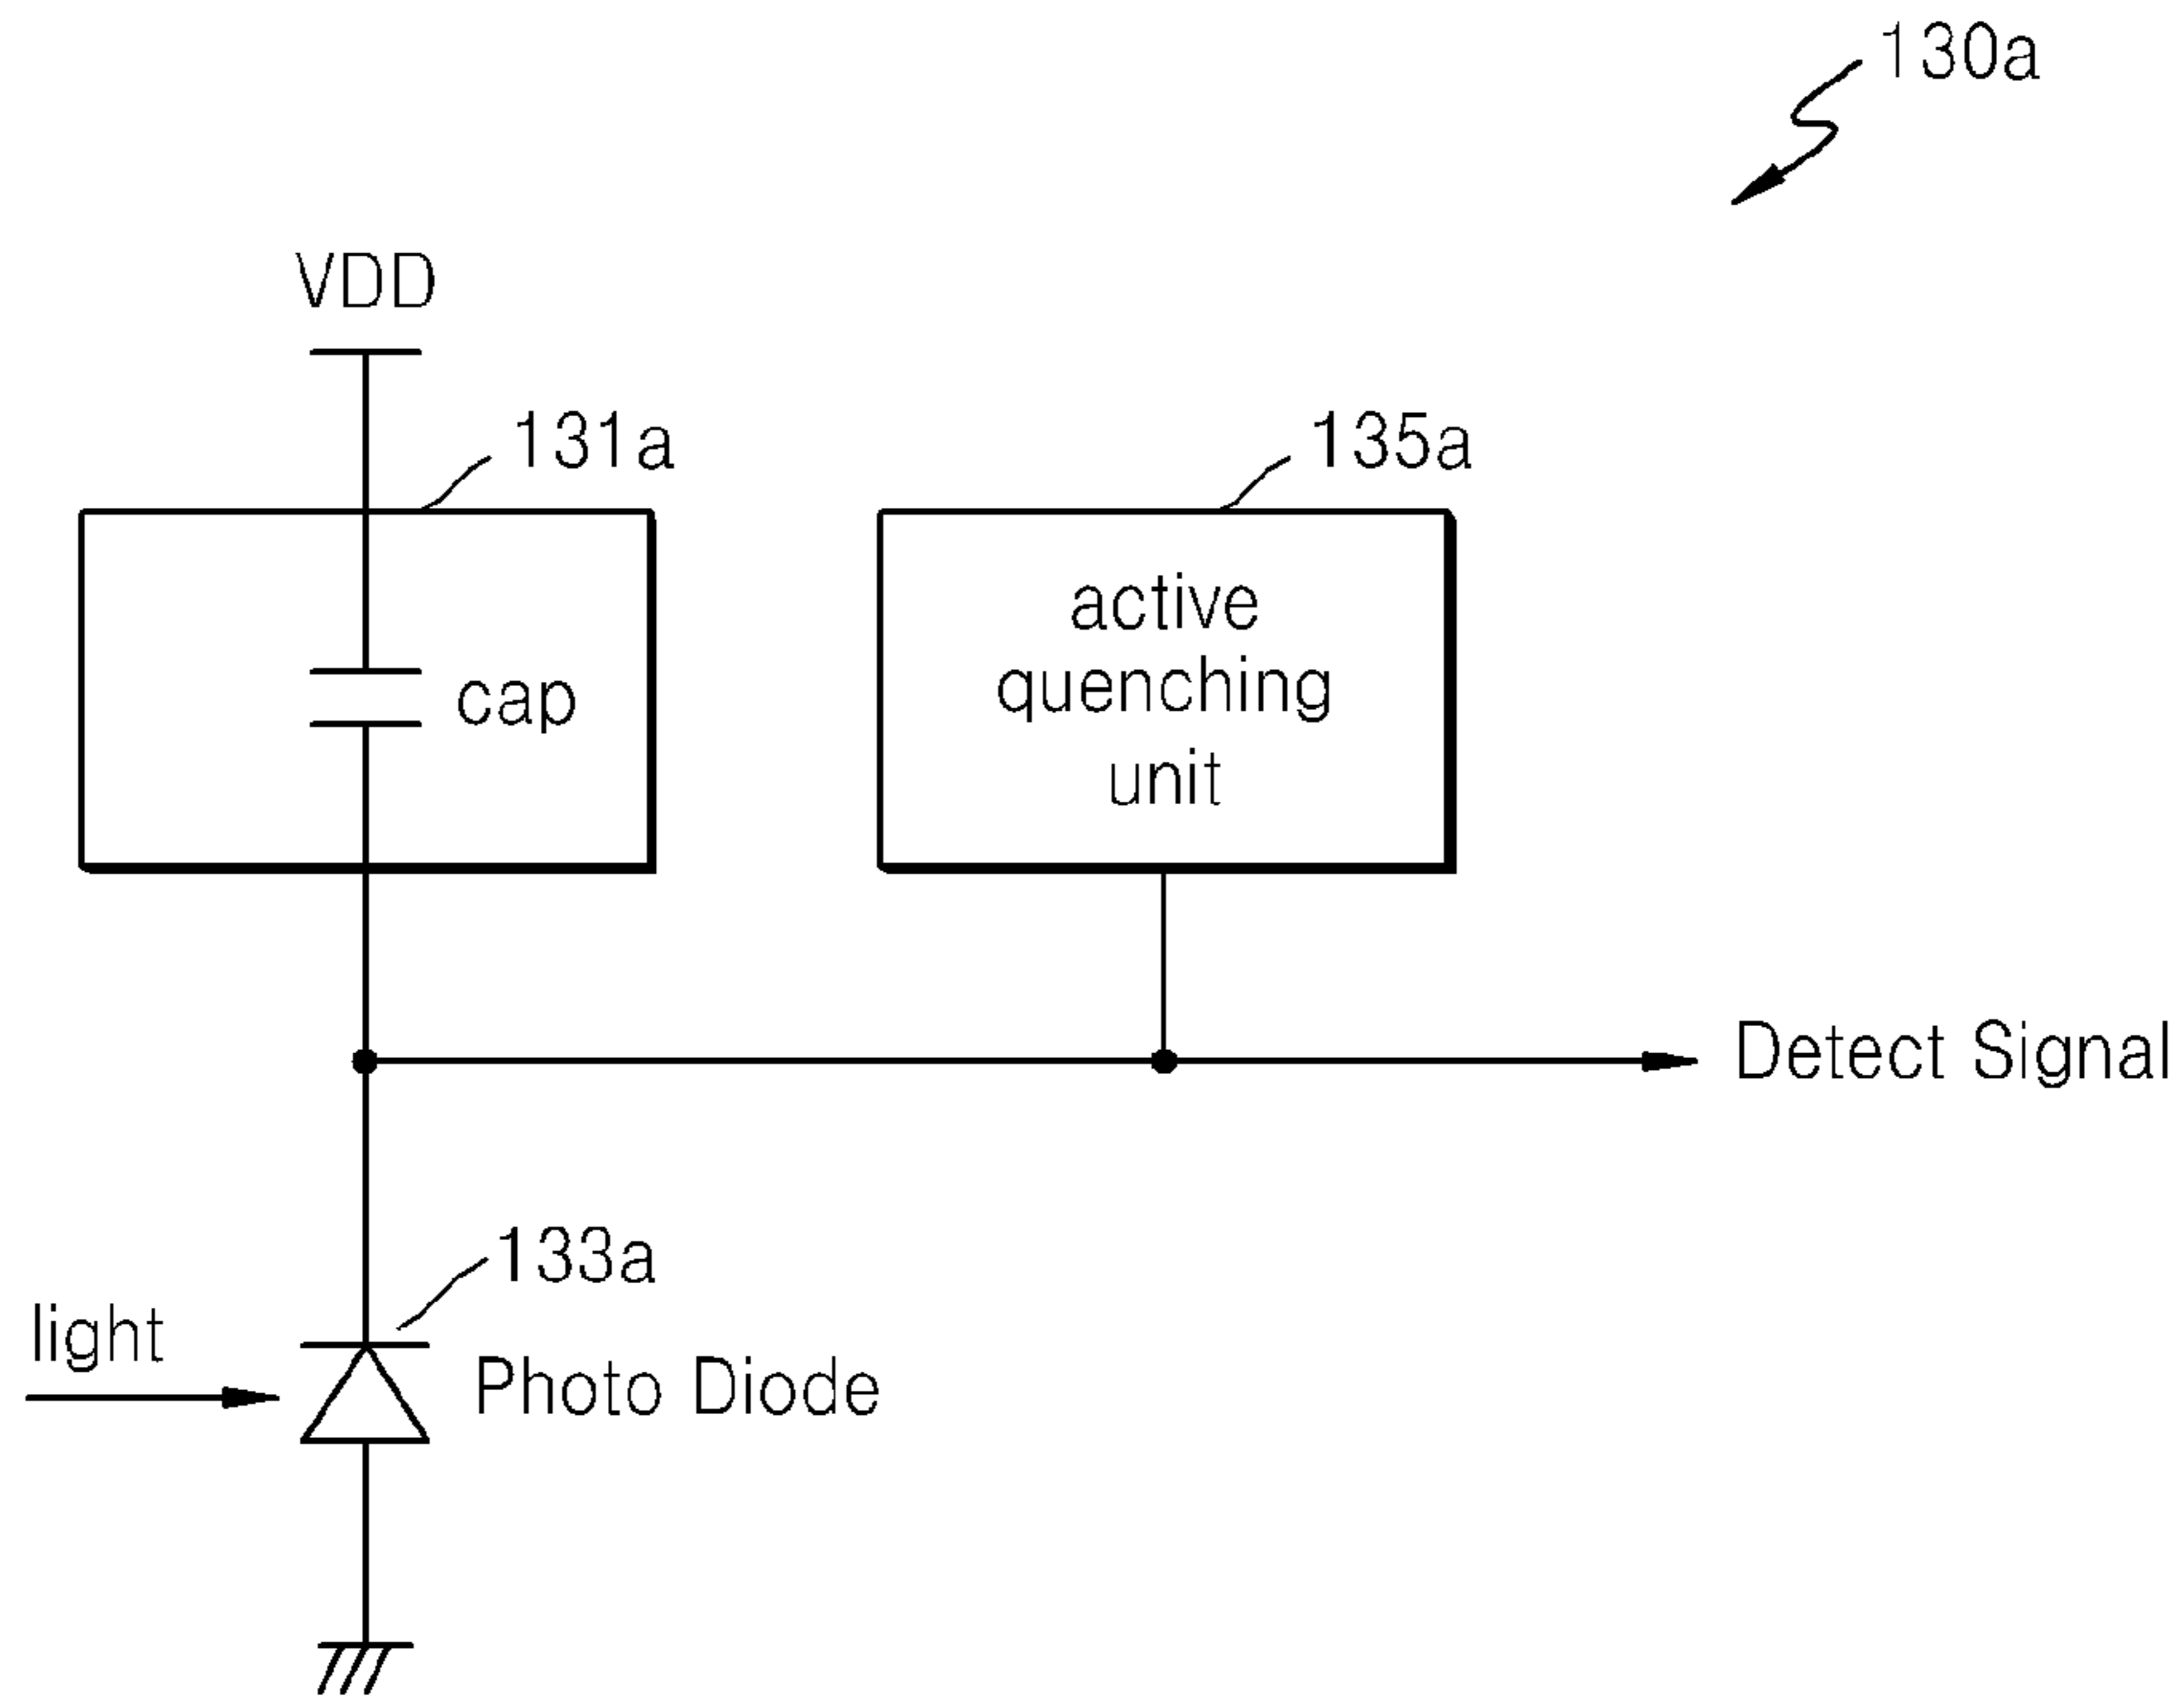 130a
VDD
131a
135a
cap
active
quenching
unit
Detect Signal
133a
light
Photo Diode